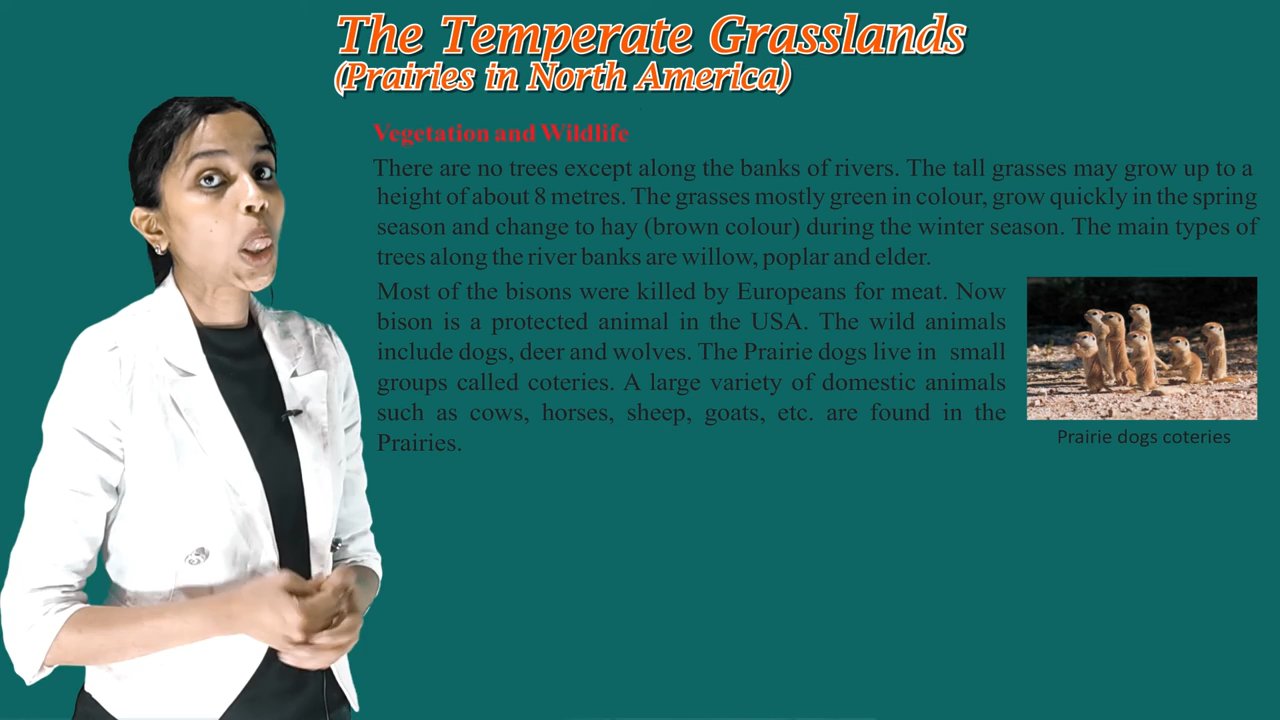 The Temperate Grasslands
(Prairies in North America)
Vegetation and Wildlife
There are no trees except along the banks of rivers. The tall grasses may grow up to a
height of about 8 metres. The grasses mostly green in colour, grow quickly in the spring
season and change to hay (brown colour) during the winter season. The main types of
trees along the river banks are willow, poplar and elder.
Most of the bisons were killed by Europeans for meat. Now
bison is a protected animal in the USA. The wild animals
include dogs, deer and wolves. The Prairie dogs live in small
groups called coteries. A large variety of domestic animals
such as cows, horses, sheep, goats, etc. are found in the
Prairies.
Prairie dogs coteries